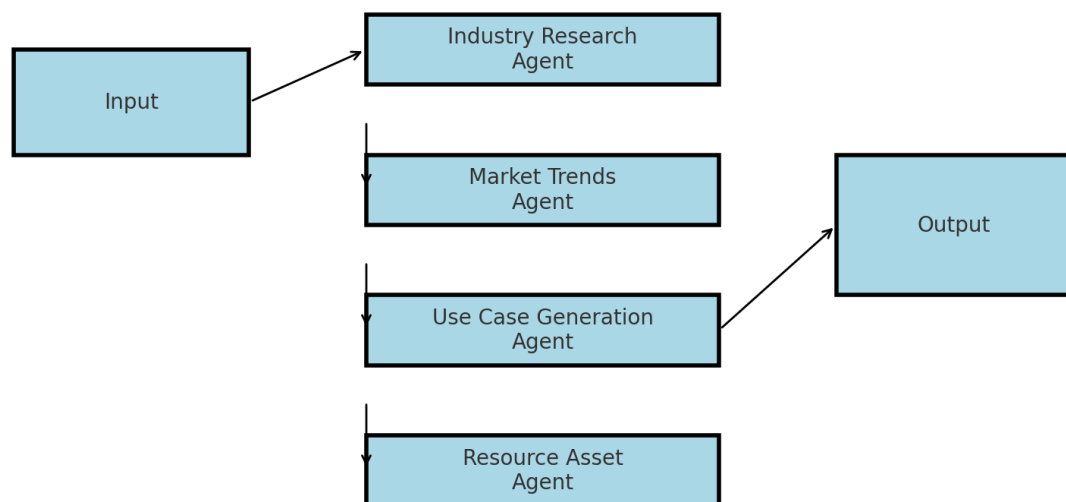 Input
Industry Research
Agent
Market Trends
Agent
Use Case Generation
Agent
Resource Asset
Agent
Output